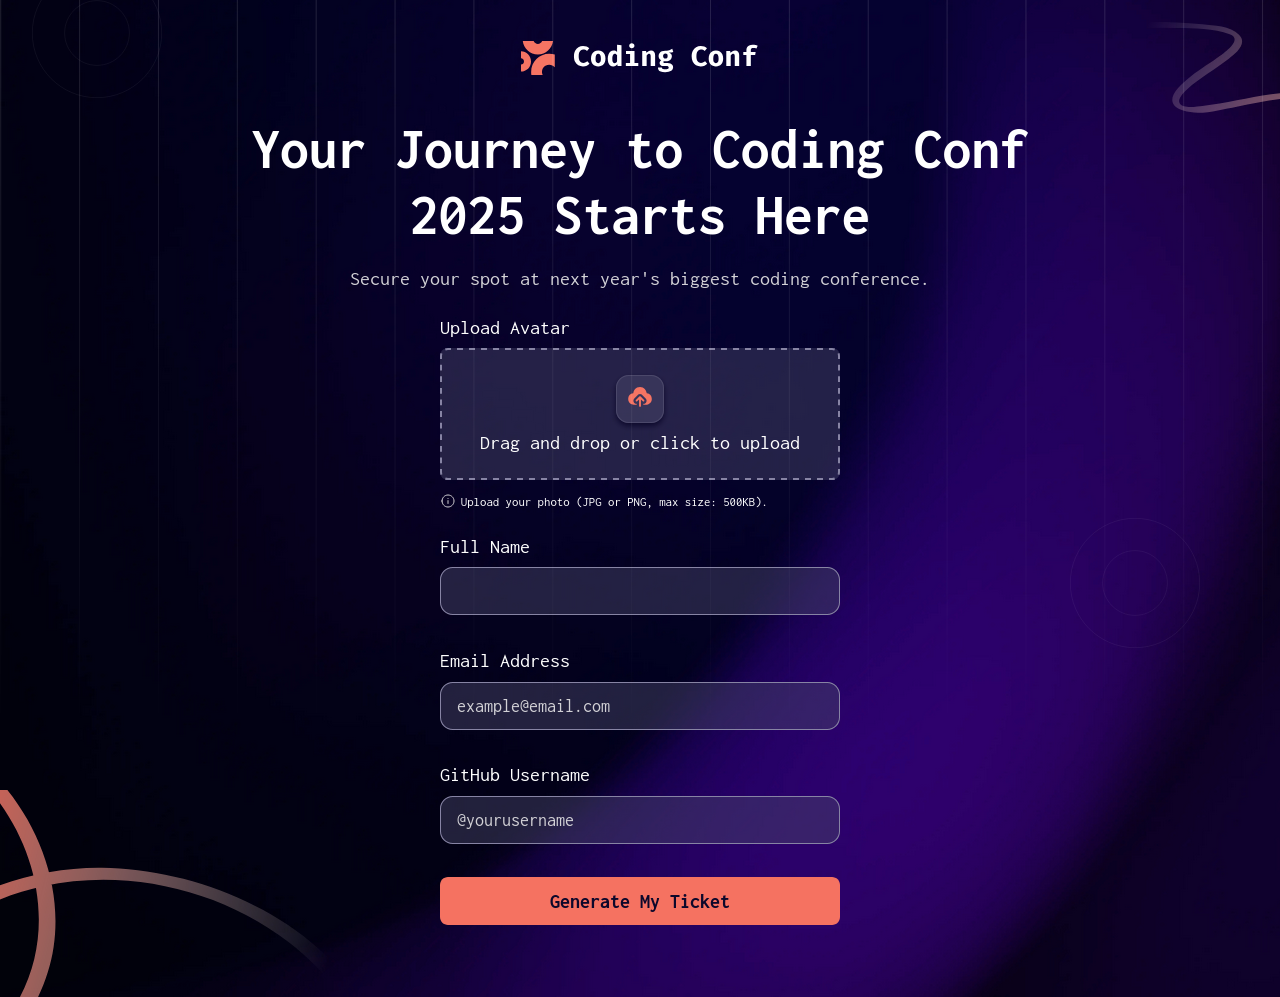 Coding Conf
Your Journey to Coding Conf
2025 Starts Here
Secure your spot at next year's biggest coding conference.
Upload Avatar
Drag and drop or click to upload
Upload your photo (JPG or PNG, max size: 500KB).
Full Name
Email Address
example@email.com
GitHub Username
@yourusername
Generate My Ticket